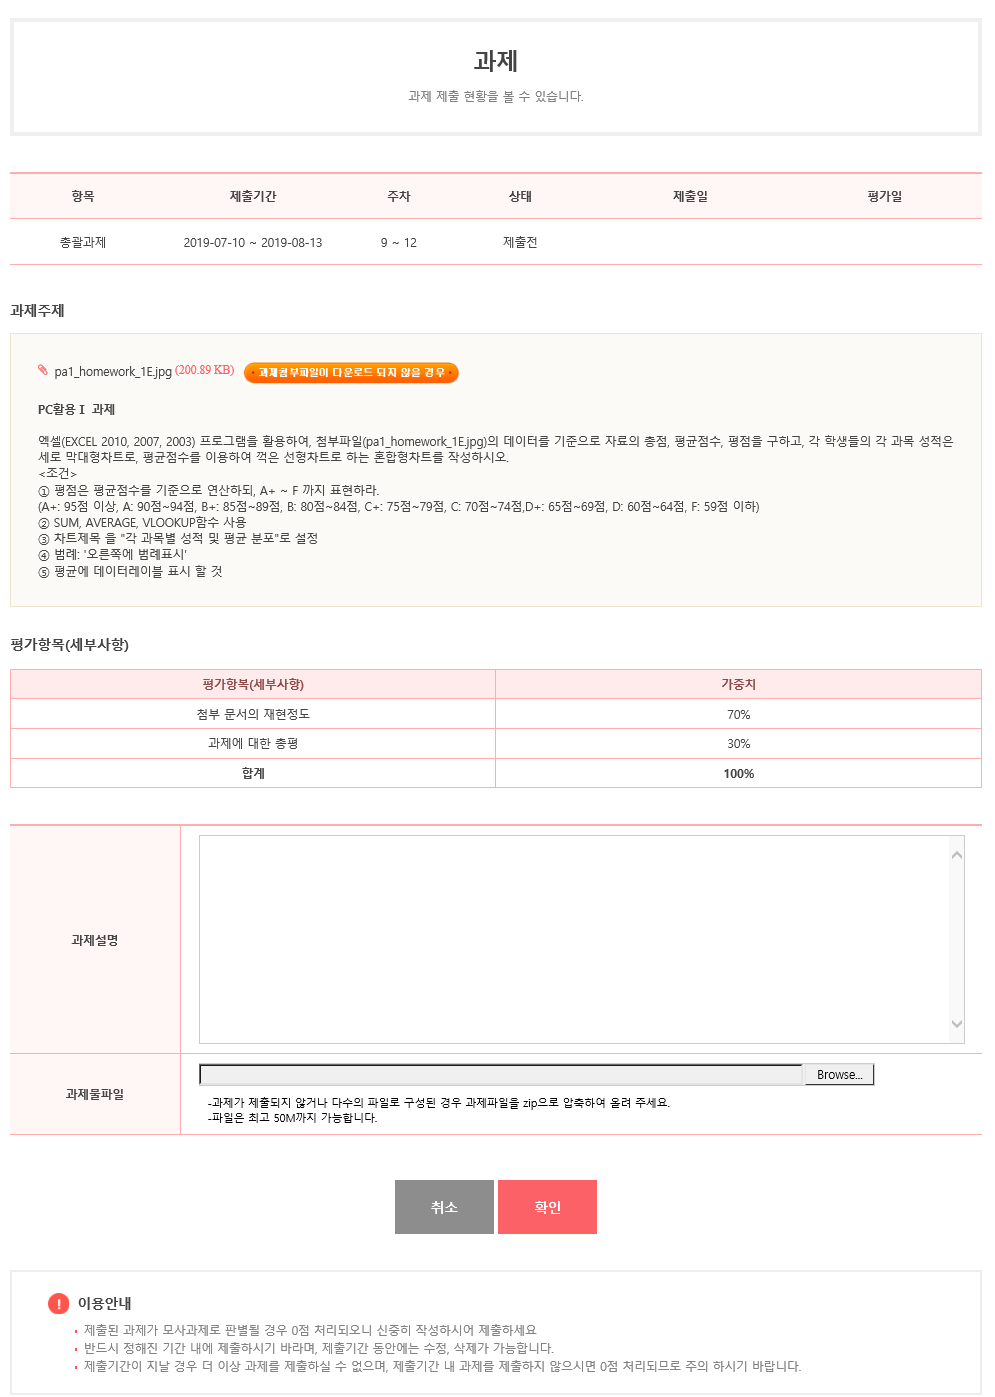 과제
과제 제출 현황을 볼 수 있습니다.
항목 제출기간 주차 상태 제출일 평가일
총괄과제 2019-07-10 ~ 2019-08-13 9 ~ 12 제출전
과제주제
pa1_homework_1E.jpg (200.89 KB) 과제첨부파일이 다운로드 되지 않을 경우
PC활용 I 과제
엑셀(EXCEL 2010, 2007, 2003) 프로그램을 활용하여, 첨부파일(pa1_homework_1E.jpg)의 데이터를 기준으로 자료의 총점, 평균점수, 평점을 구하고, 각 학생들의 각 과목 성적은
세로 막대형차트로, 평균점수를 이용하여 꺽은 선형차트로 하는 혼합형차트를 작성하시오.
<조건>
① 평점은 평균점수를 기준으로 연산하되, A+ ~ F 까지 표현하라.
(A+: 95점 이상, A: 90점~94점, B+: 85점~89점, B: 80점~84점, C+: 75점~79점, C: 70점~74점,D+: 65점~69점, D: 60점~64점, F: 59점 이하)
② SUM, AVERAGE, VLOOKUP함수 사용
③ 차트제목 을 "각 과목별 성적 및 평균 분포"로 설정
④ 범례: '오른쪽에 범례표시'
⑤ 평균에 데이터레이블 표시 할 것
평가항목(세부사항)
평가항복(세부사항) 가중치
첨부 문서의 재현정도 70%
과제에 대한 총평 30%
합계 100%
과제설명
과제물파일 Browse...
-과제가 제출되지 않거나 다수의 파일로 구성된 경우 과제파일을 zip으로 압축하여 올려 주세요.
-파일은 최고 50M까지 가능합니다.
취소 확인
이용안내
제출된 과제가 모사과제로 판별될 경우 0점 처리되오니 신중히 작성하시어 제출하세요
반드시 정해진 기간 내에 제출하시기 바라며, 제출기간 동안에는 수정, 삭제가 가능합니다.
제출기간이 지날 경우 더 이상 과제를 제출하실 수 없으며, 제출기간 내 과제를 제출하지 않으시면 0점 처리되므로 주의 하시기 바랍니다.